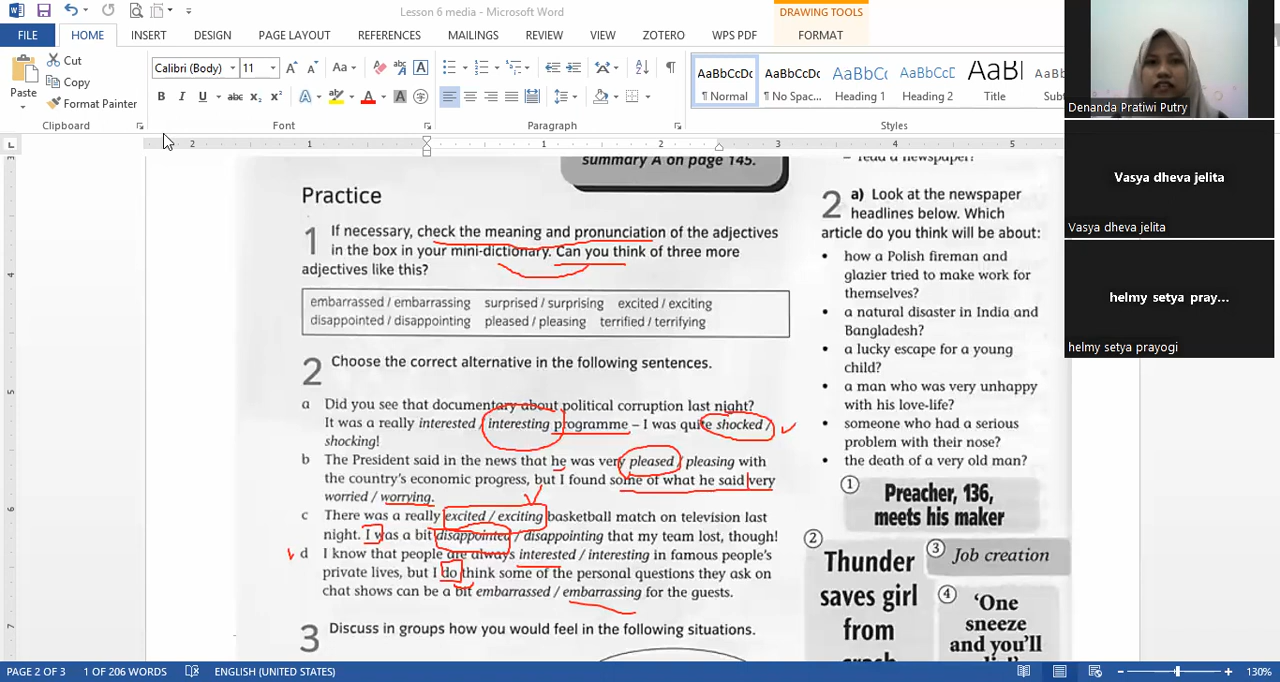 Lesson 6 media - Microsoft Word
DRAWING TOOLS
FILE HOME INSERT DESIGN PAGE LAYOUT REFERENCES MAILINGS REVIEW VIEW ZOTERO WPS PDF FORMAT
Paste
Cut
Copy
Format Painter
Clipboard
Calibri (Body) 11
Font
Paragraph
AaBbCcDc AaBbCcDc AaBbCc AaBbCcD AaBl
¶ Normal ¶ No Spac... Heading 1 Heading 2 Title
Styles
Denanda Pratiwi Putry
Vasya dheva jelita
Vasya dheva jelita
helmy setya pray...
helmy setya prayogi
2 1 1 2 3 4 5
summary A on page 145.
Practice
1 If necessary, check the meaning and pronunciation of the adjectives
in the box in your mini-dictionary. Can you think of three more
adjectives like this?
embarrassed / embarrassing surprised / surprising excited / exciting
disappointed / disappointing pleased / pleasing terrified / terrifying
2 Choose the correct alternative in the following sentences.
a Did you see that documentary about political corruption last night?
It was a really interested / interesting programme – I was quite shocked /
shocking!
b The President said in the news that he was very pleased / pleasing with
the country's economic progress, but I found some of what he said very
worried / worrying.
c There was a really excited / exciting basketball match on television last
night. I was a bit disappointed / disappointing that my team lost, though!
d I know that people are always interested / interesting in famous people's
private lives, but I do think some of the personal questions they ask on
chat shows can be a bit embarrassed / embarrassing for the guests.
3 Discuss in groups how you would feel in the following situations.
– read a newspaper?
2 a) Look at the newspaper
headlines below. Which
article do you think will be about:
• how a Polish fireman and
glazier tried to make work for
themselves?
• a natural disaster in India and
Bangladesh?
• a lucky escape for a young
child?
• a man who was very unhappy
with his love-life?
• someone who had a serious
problem with their nose?
• the death of a very old man?
1 Preacher, 136,
meets his maker
2 Thunder
saves girl
from
3 Job creation
4 'One
sneeze
and you'll
PAGE 2 OF 3 1 OF 206 WORDS ENGLISH (UNITED STATES) 130%